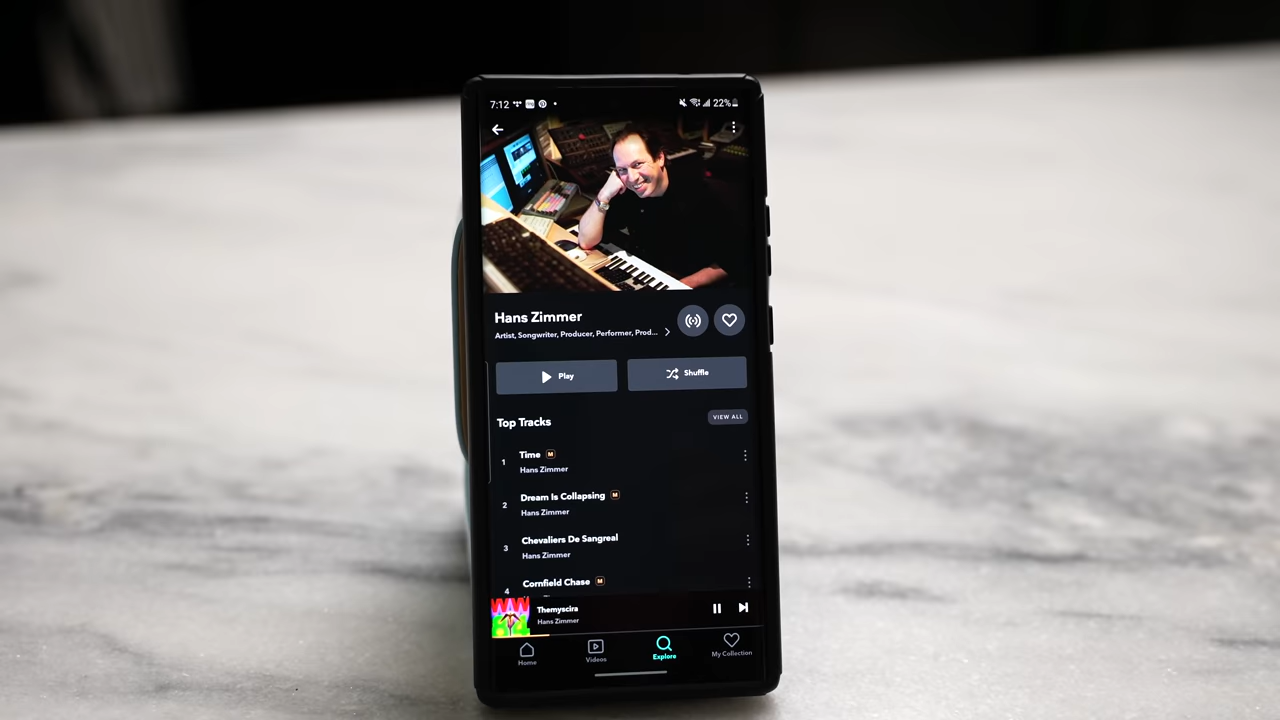 7:12
22%
Hans Zimmer
Artist, Songwriter, Producer, Performer, Prod...
Play
Shuffle
Top Tracks
VIEW ALL
1
Time M
Hans Zimmer
2
Dream Is Collapsing M
Hans Zimmer
3
Chevaliers De Sangreal
Hans Zimmer
4
Cornfield Chase M
Themyscira
Hans Zimmer
Home
Videos
Explore
My Collection